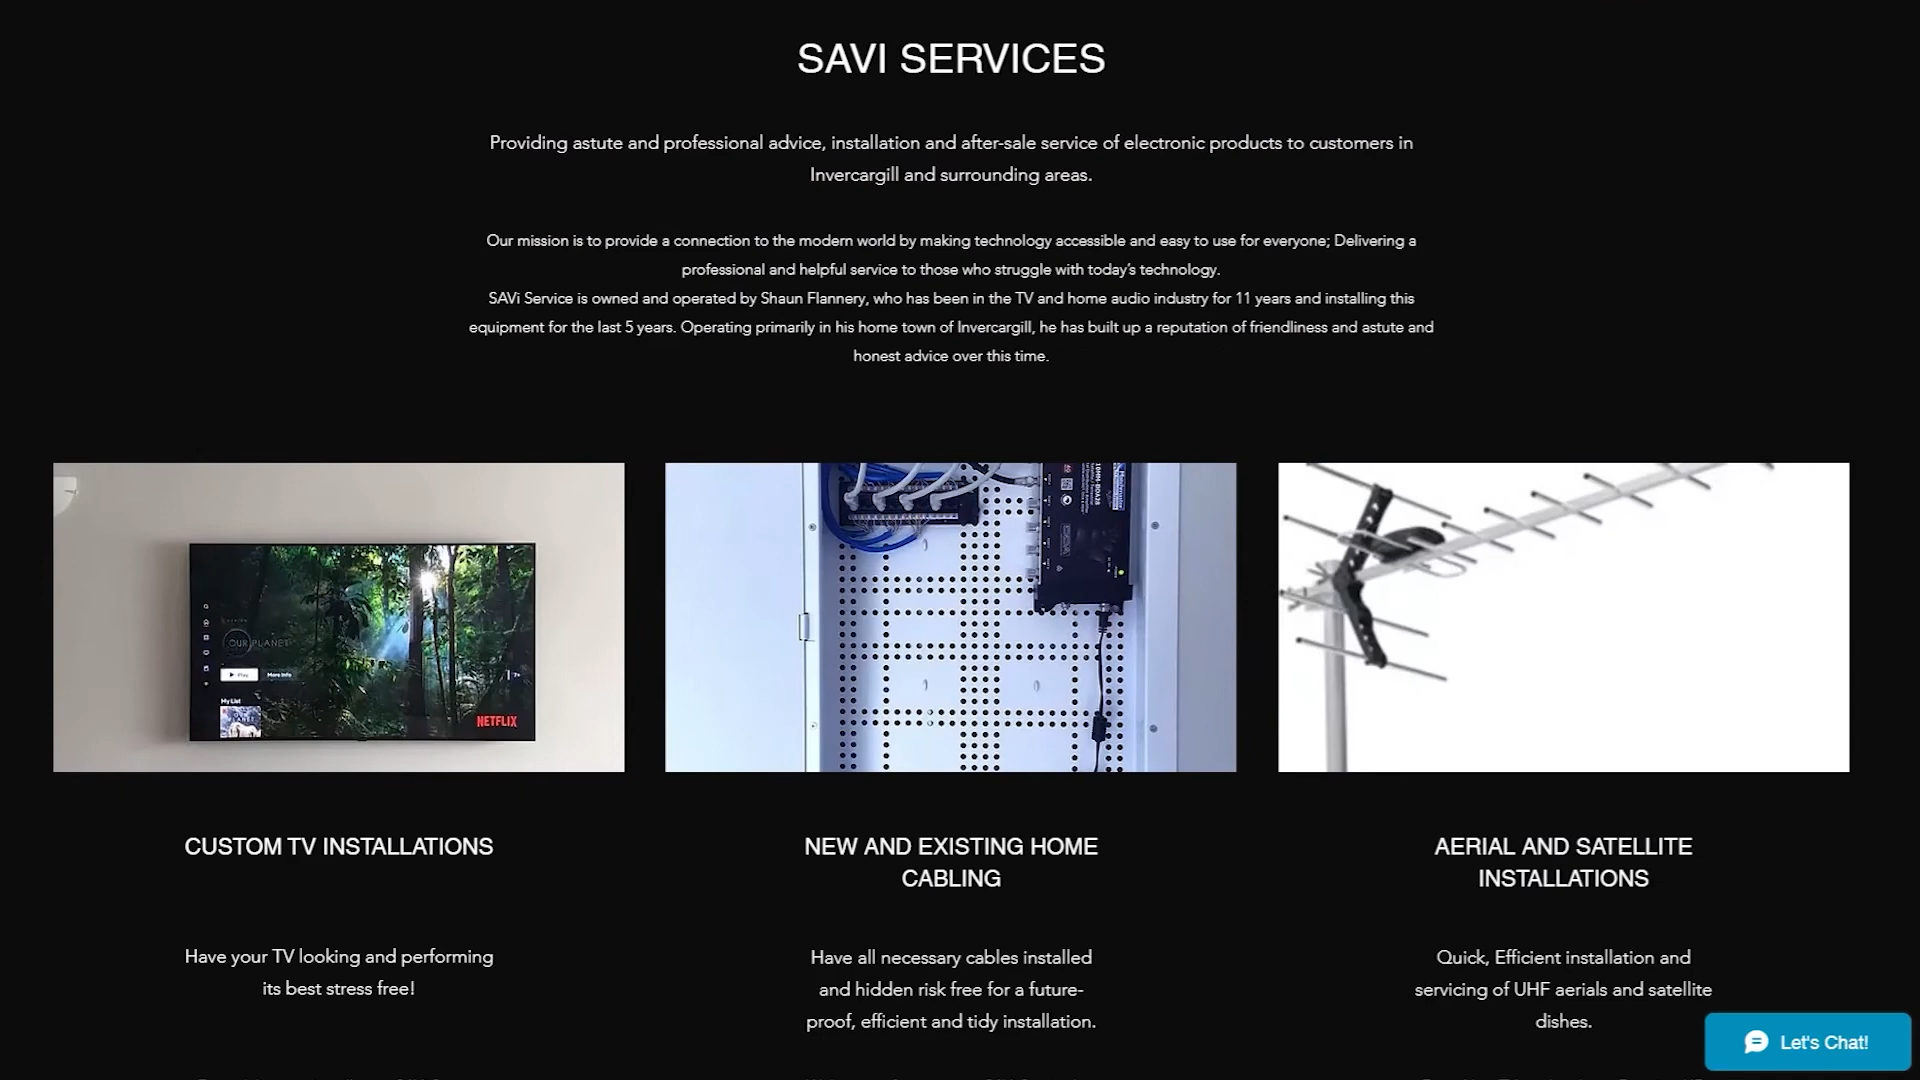 SAVI SERVICES
Providing astute and professional advice, installation and after-sale service of electronic products to customers in
Invercargill and surrounding areas.
Our mission is to provide a connection to the modern world by making technology accessible and easy to use for everyone; Delivering a
professional and helpful service to those who struggle with today's technology.
SAVi Service is owned and operated by Shaun Flannery, who has been in the TV and home audio industry for 11 years and installing this
equipment for the last 5 years. Operating primarily in his home town of Invercargill, he has built up a reputation of friendliness and astute and
honest advice over this time.
OUR PLANET
Play
More Info
My List
NETFLIX
CUSTOM TV INSTALLATIONS
Have your TV looking and performing
its best stress free!
NEW AND EXISTING HOME
CABLING
Have all necessary cables installed
and hidden risk free for a future-
proof, efficient and tidy installation.
AERIAL AND SATELLITE
INSTALLATIONS
Quick, Efficient installation and
servicing of UHF aerials and satellite
dishes.
Let's Chat!